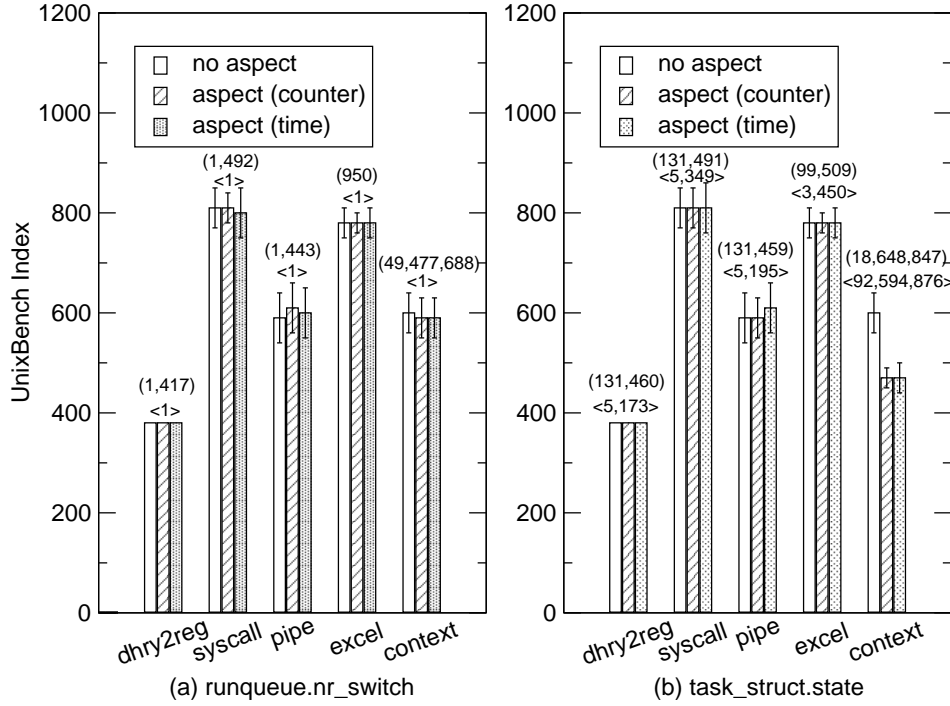 UnixBench Index
1200
1000
800
600
400
200
0
no aspect
aspect (counter)
aspect (time)
(1,417)
<1>
(1,492)
<1>
(1,443)
<1>
(950)
<1>
(49,477,688)
<1>
dhry2reg
syscall
pipe
excel
context
(a) runqueue.nr_switch
1200
1000
800
600
400
200
0
no aspect
aspect (counter)
aspect (time)
(131,460)
<5,173>
(131,491)
<5,349>
(131,459)
<5,195>
(99,509)
<3,450>
(18,648,847)
<92,594,876>
dhry2reg
syscall
pipe
excel
context
(b) task_struct.state